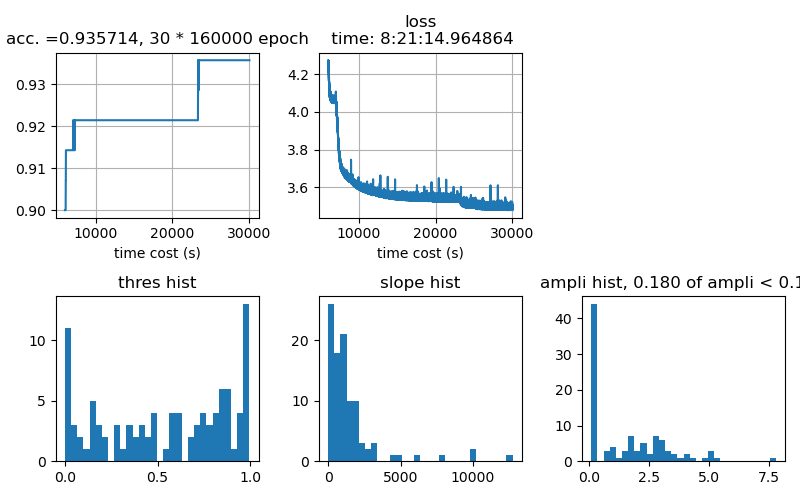 acc. =0.935714, 30 * 160000 epoch
0.93
0.92
0.91
0.90
10000 20000 30000
time cost (s)
loss
time: 8:21:14.964864
4.2
4.0
3.8
3.6
10000 20000 30000
time cost (s)
thres hist
10
5
0
0.0 0.5 1.0
slope hist
20
10
0
0 5000 10000
ampli hist, 0.180 of ampli < 0.1
40
30
20
10
0
0.0 2.5 5.0 7.5